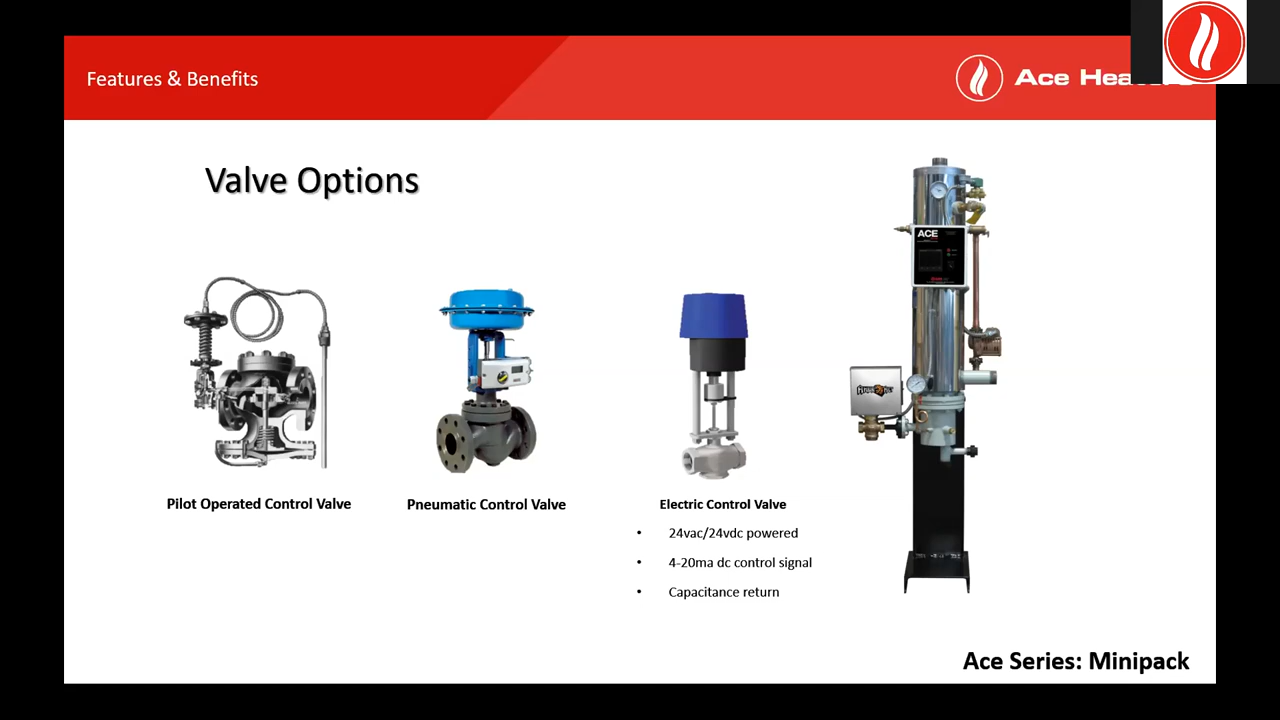 Features & Benefits
Valve Options
ACE
Pilot Operated Control Valve
Pneumatic Control Valve
Electric Control Valve
• 24vac/24vdc powered
• 4-20ma dc control signal
• Capacitance return
Ace Series: Minipack